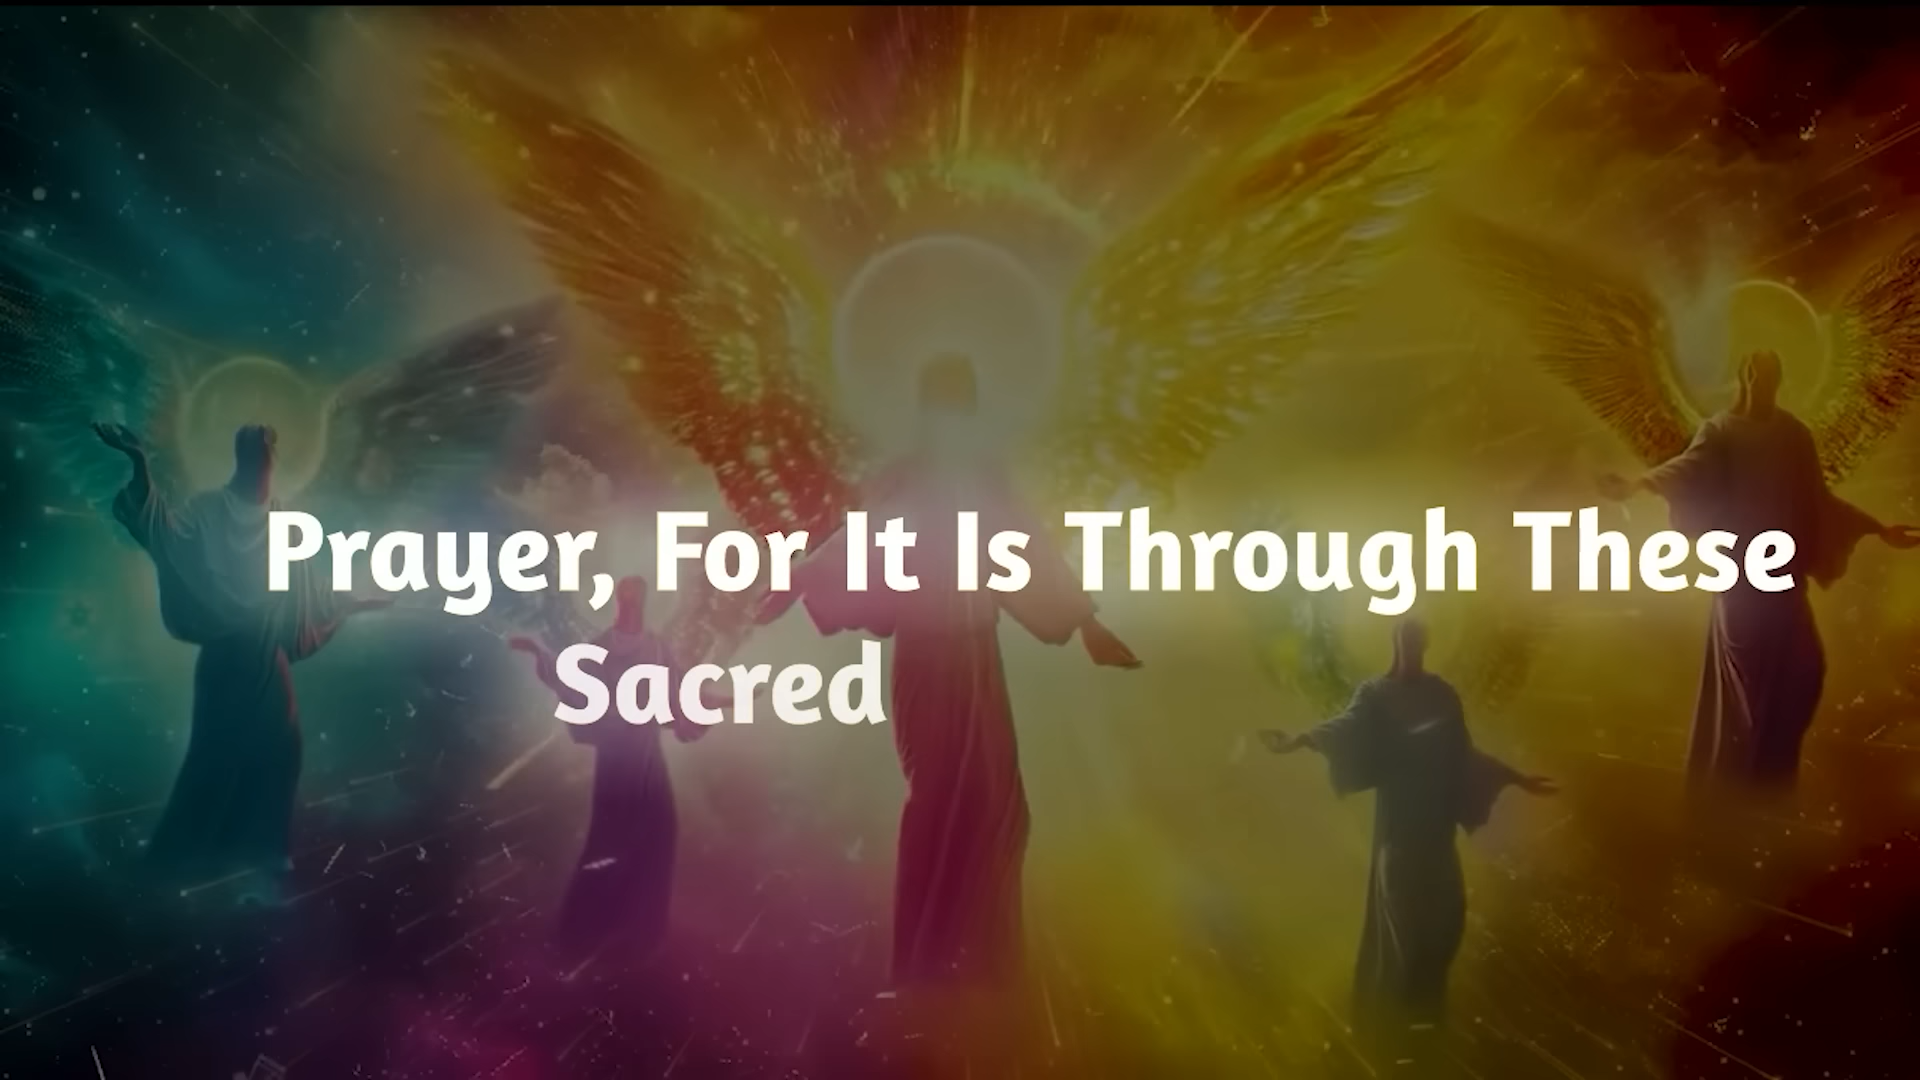 Prayer, For It Is Through These
Sacred